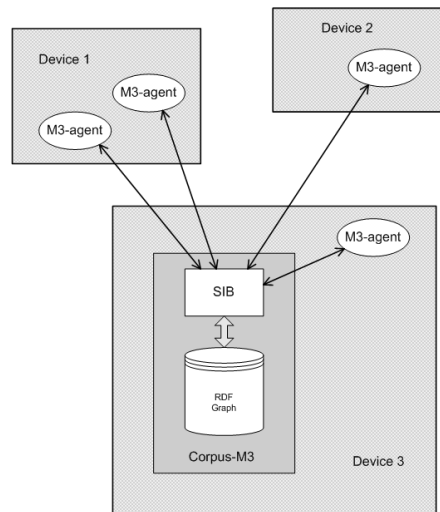 Device 1
M3-agent
M3-agent
Device 2
M3-agent
M3-agent
SIB
RDF
Graph
Corpus-M3
Device 3